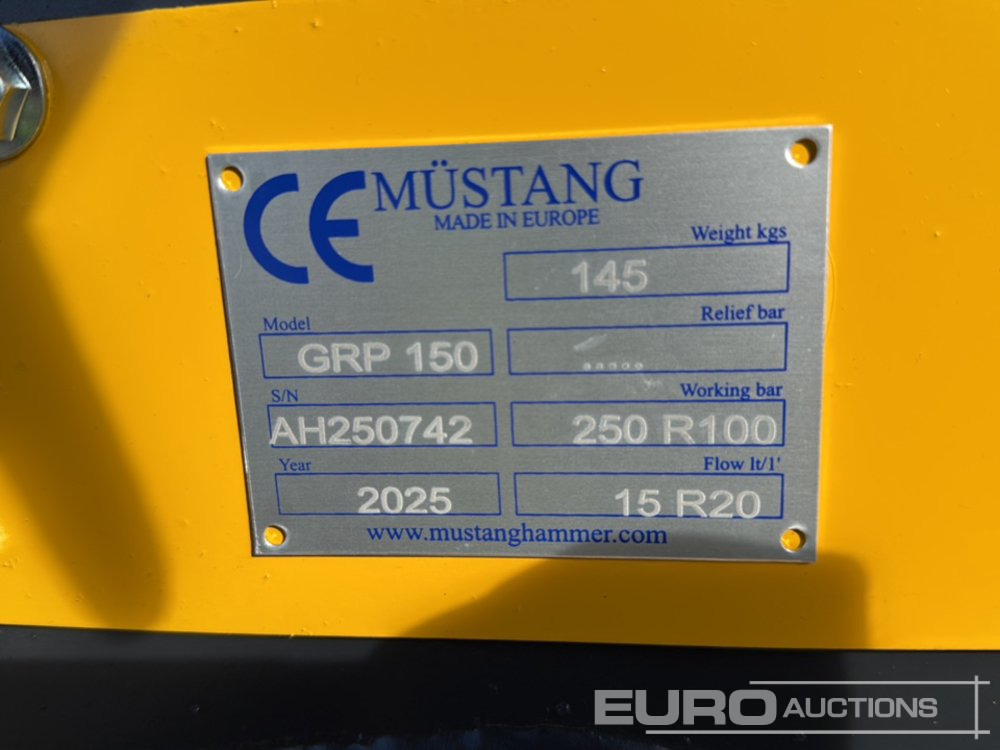 CE MÜSTANG
MADE IN EUROPE
Weight kgs
145
Relief bar
.....
Model
GRP 150
S/N
AH250742
Working bar
250 R100
Year
2025
Flow lt/1'
15 R20
www.mustanghammer.com
EURO AUCTIONS